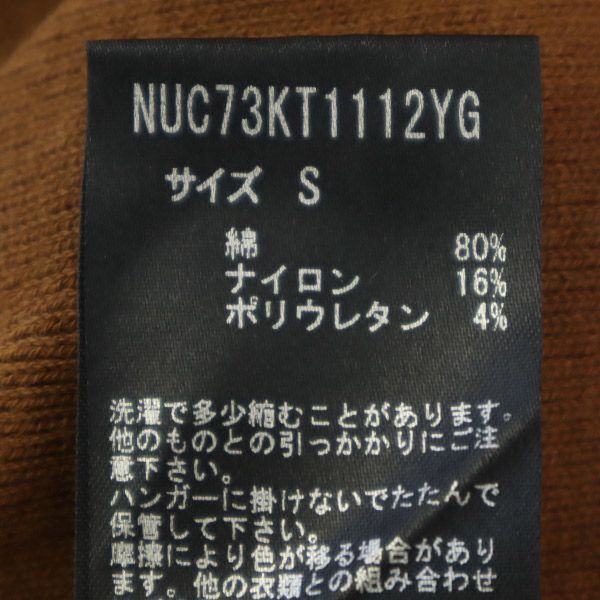 NUC73KT1112YG
サイズ S
綿 80%
ナイロン 16%
ポリウレタン 4%
洗濯で多少縮むことがあります。
他のものとの引っかかりにご注
意下さい。
ハンガーに掛けないでたたんで
保管して下さい。
摩擦により色が移る場合があり
ます。他の衣類との組み合わせ